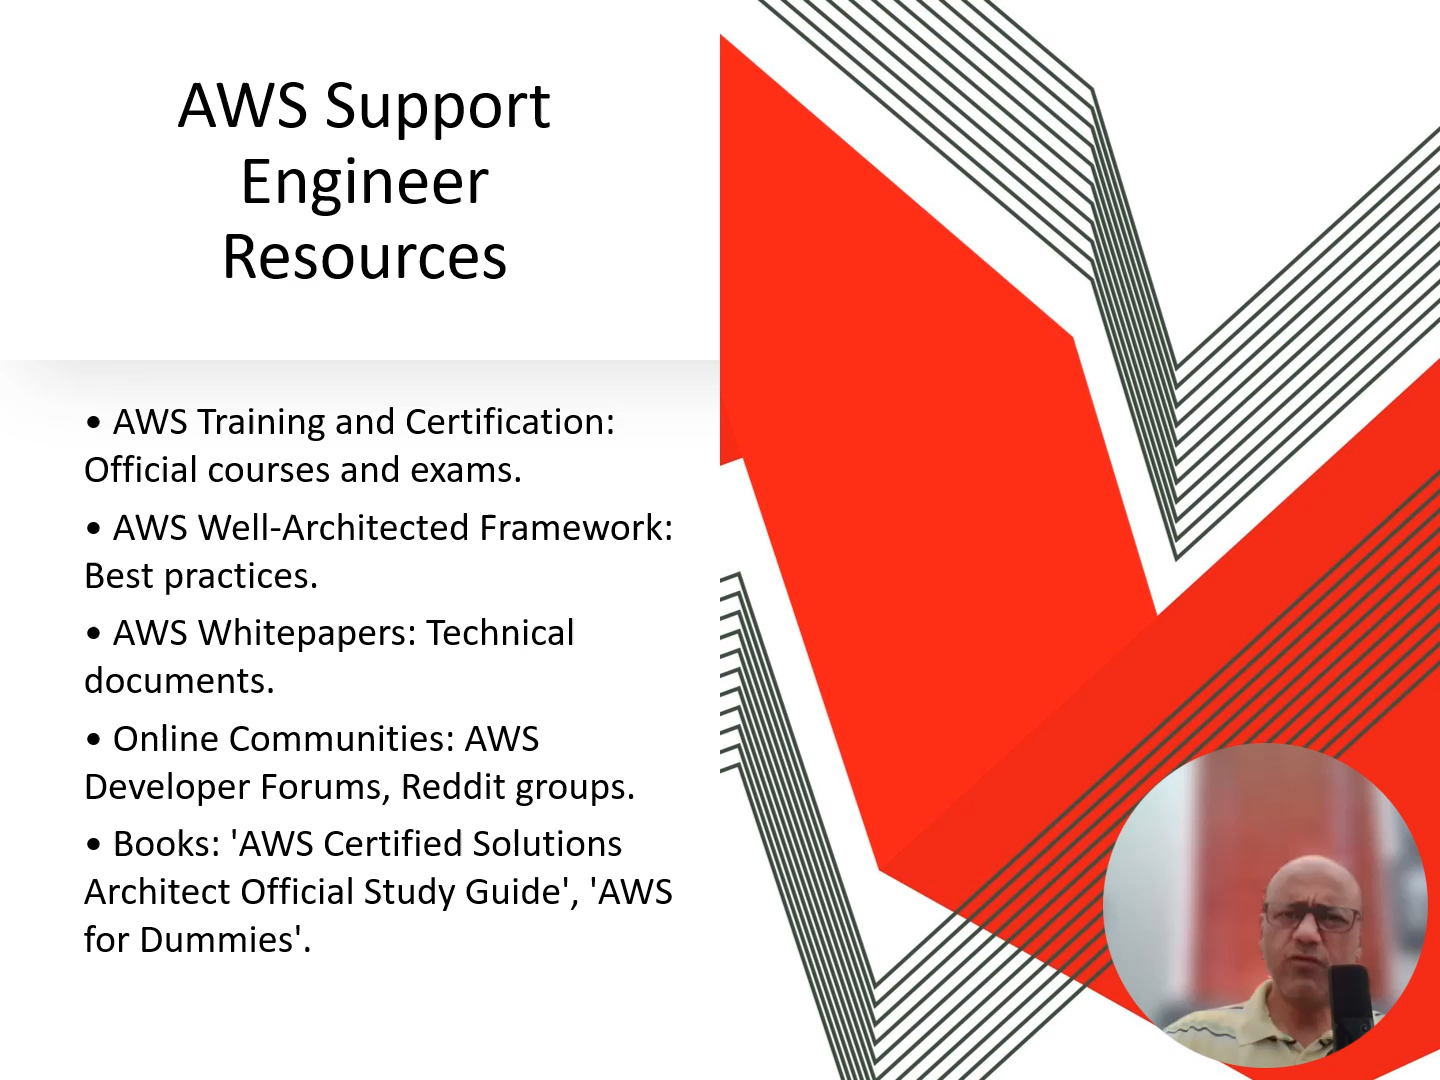 AWS Support
Engineer
Resources
• AWS Training and Certification:
Official courses and exams.
• AWS Well-Architected Framework:
Best practices.
• AWS Whitepapers: Technical
documents.
• Online Communities: AWS
Developer Forums, Reddit groups.
• Books: 'AWS Certified Solutions
Architect Official Study Guide', 'AWS
for Dummies'.